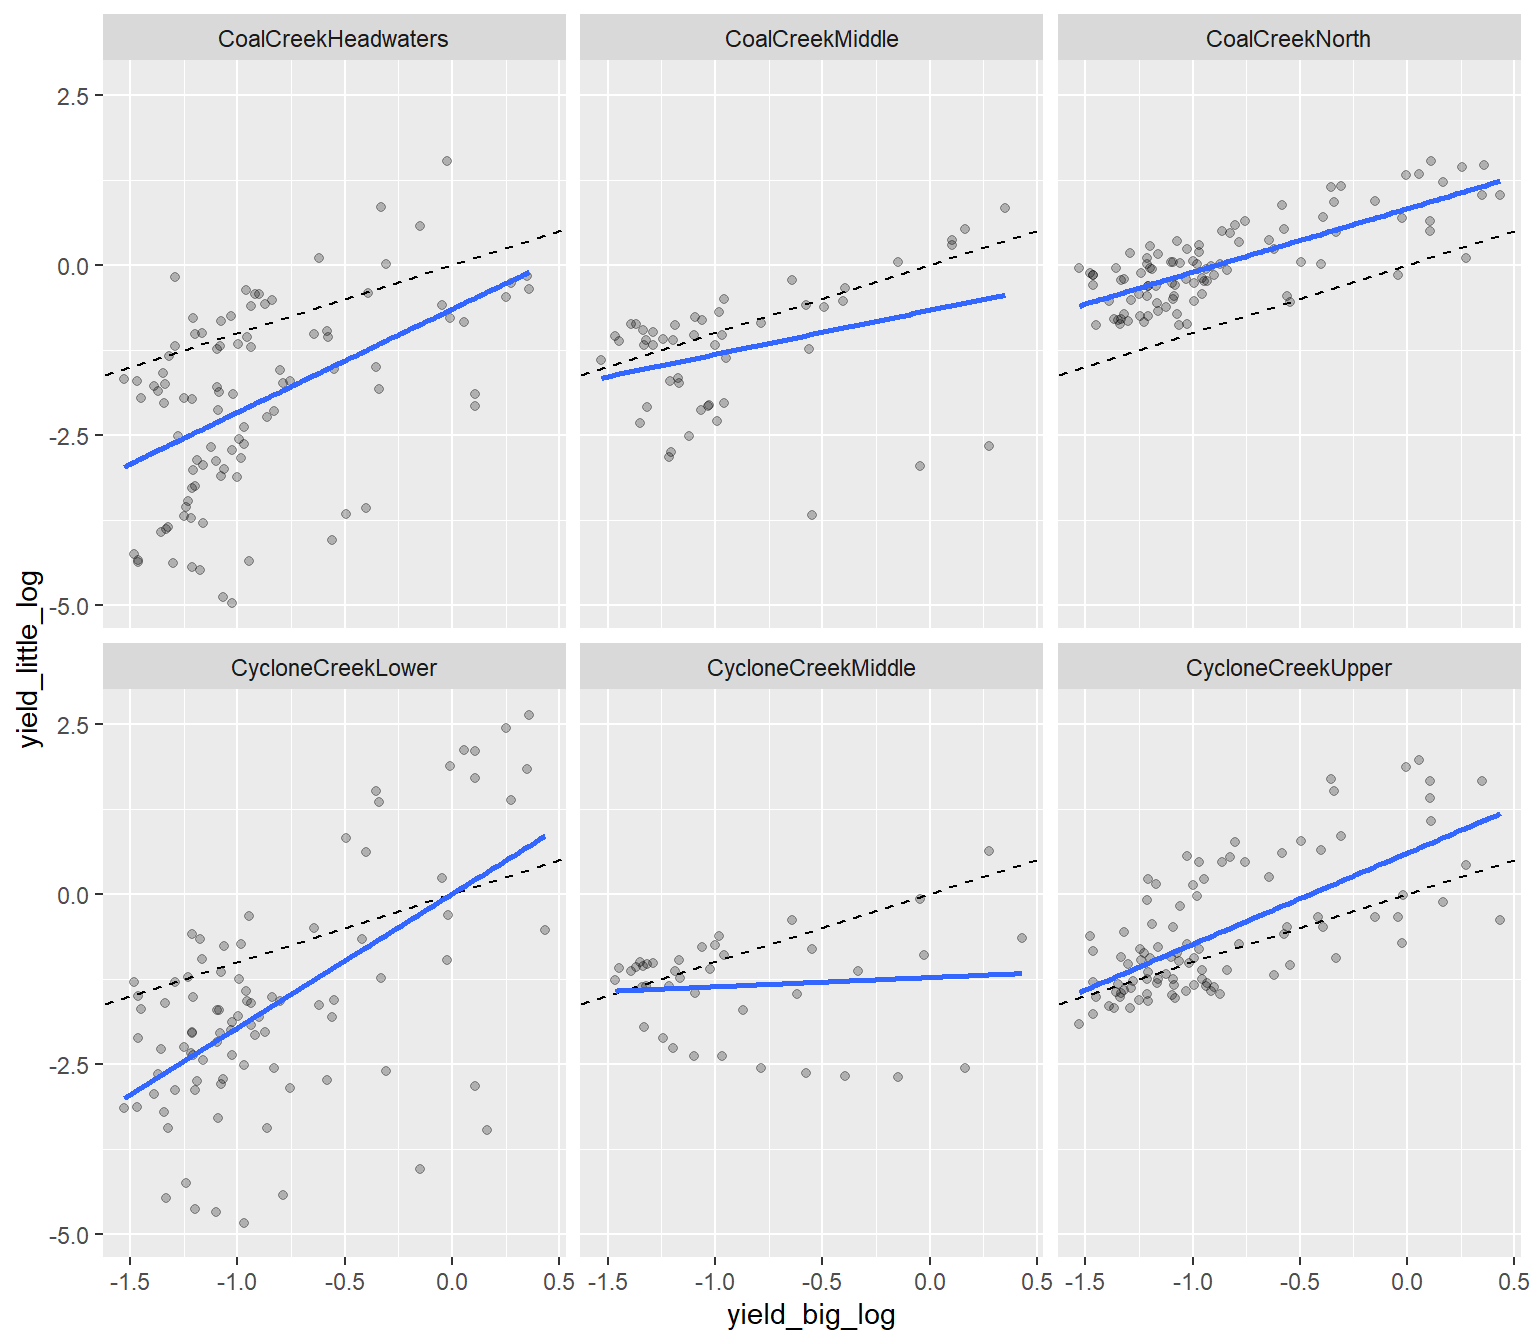 CoalCreekHeadwaters CoalCreekMiddle CoalCreekNorth
2.5
0.0
-2.5
-5.0
CycloneCreekLower CycloneCreekMiddle CycloneCreekUpper
2.5
0.0
-2.5
-5.0
-1.5 -1.0 -0.5 0.0 0.5 -1.5 -1.0 -0.5 0.0 0.5 -1.5 -1.0 -0.5 0.0 0.5
yield_big_log
yield_little_log